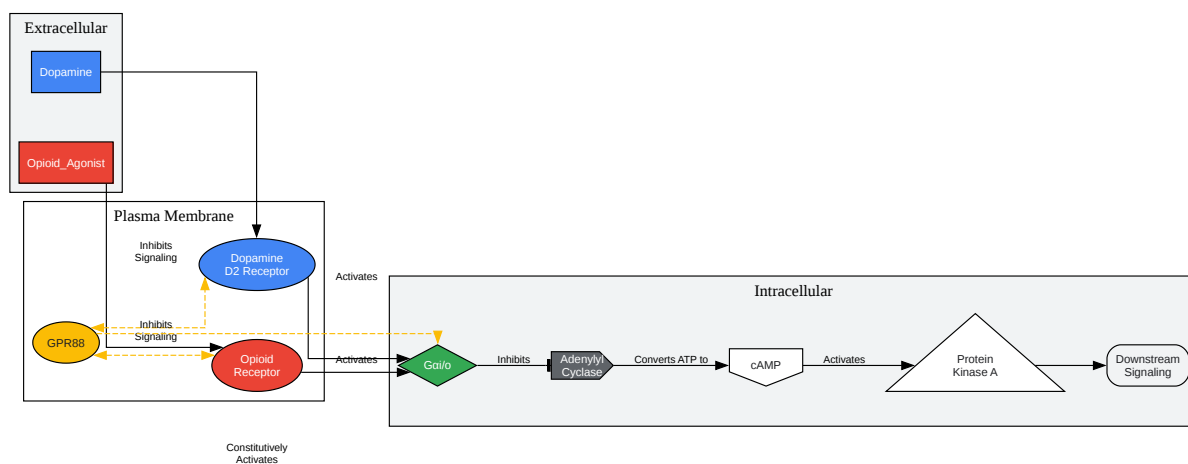 Extracellular
Dopamine
Opioid_Agonist
Plasma Membrane
Inhibits
Signaling
Dopamine
D2 Receptor
Activates
Intracellular
GPR88
Inhibits
Signaling
Opioid
Receptor
Activates
Gαi/o
Inhibits
Adenylyl
Cyclase
Converts ATP to
cAMP
Activates
Protein
Kinase A
Downstream
Signaling
Constitutively
Activates